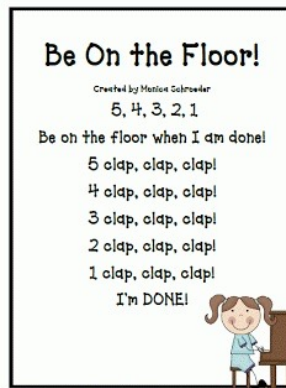 Be On the Floor!
Created by Monica Schroeder
5, 4, 3, 2, 1
Be on the floor when I am done!
5 clap, clap, clap!
4 clap, clap, clap!
3 clap, clap, clap!
2 clap, clap, clap!
1 clap, clap, clap!
I'm DONE!